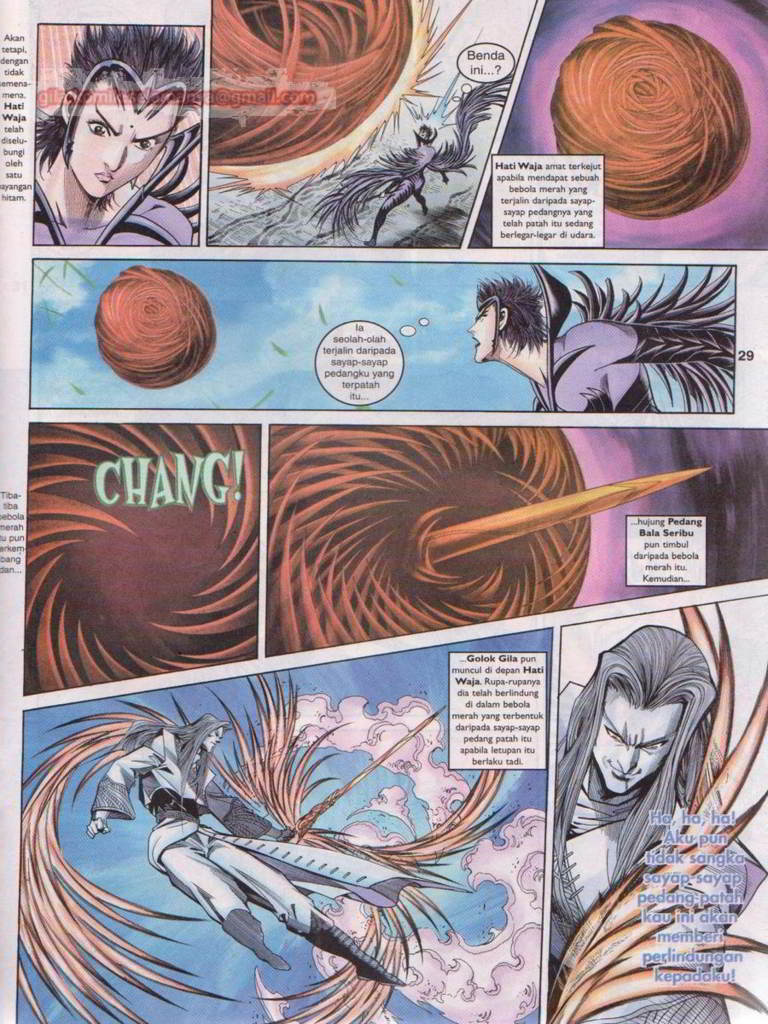 Akan
tetapi,
dengan
tidak
semena-
mena,
Hati
Waja
telah
diselu-
bungi
oleh
satu
bayangan
hitam.
Benda
ini...?
Hati Waja amat terkejut
apabila mendapat sebuah
bebola merah yang
terjalin daripada sayap-
sayap pedangnya yang
telah patah itu sedang
berlegar-legar di udara.
Ia
seolah-olah
terjalin daripada
sayap-sayap
pedangku yang
terpatah
itu...
29
Tiba-
tiba
bebola
merah
itu pun
berkem-
bang
dan...
CHANG!
...hujung Pedang
Bala Seribu
pun timbul
daripada bebola
merah itu.
Kemudian...
...Golok Gila pun
muncul di depan Hati
Waja. Rupa-rupanya
dia telah berlindung
di dalam bebola
merah yang terbentuk
daripada sayap-sayap
pedang patah itu
apabila letupan itu
berlaku tadi.
Ha, ha, ha!
Aku pun
tidak sangka
sayap-sayap
pedang patah
kau ini akan
memberi
perlindungan
kepadaku!